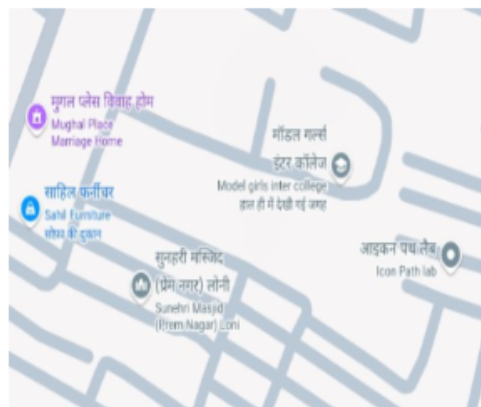 मुगल प्लेस विवाह होम
Mughal Place
Marriage Home
मॉडल गर्ल्स
इंटर कॉलेज
Model girls inter college
हाल ही में देखी गई जगह
साहिल फर्नीचर
Sahil Furniture
सोफ़े की दुकान
आइकन पथ लैब
Icon Path lab
सुनहरी मस्जिद
(प्रेम नगर) लोनी
Sunehri Masjid
(Prem Nagar) Loni